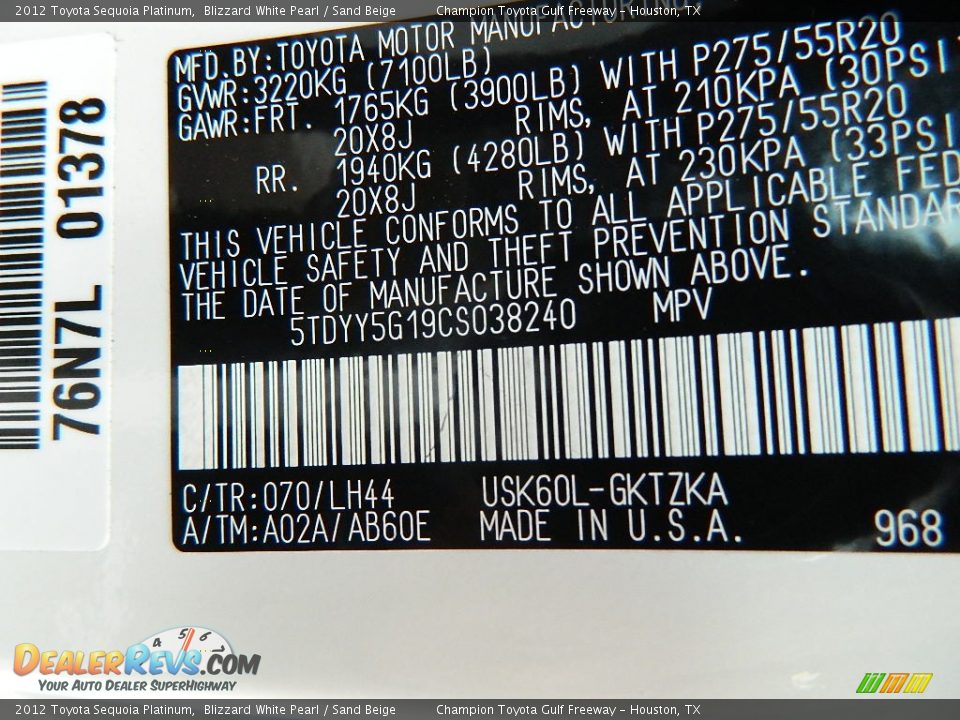 2012 Toyota Sequoia Platinum,  Blizzard White Pearl / Sand Beige          Champion Toyota Gulf Freeway – Houston, TX
MFD.BY:TOYOTA MOTOR MANUFACTURING
GVWR:3220KG (7100LB)
GAWR:FRT. 1765KG (3900LB) WITH P275/55R20
20X8J RIMS, AT 210KPA (30PSI
RR. 1940KG (4280LB) WITH P275/55R20
20X8J RIMS, AT 230KPA (33PSI
THIS VEHICLE CONFORMS TO ALL APPLICABLE FED
VEHICLE SAFETY AND THEFT PREVENTION STANDAR
THE DATE OF MANUFACTURE SHOWN ABOVE.
5TDYY5G19CS038240 MPV
C/TR:070/LH44 USK60L-GKTZKA
A/TM:A02A/AB60E MADE IN U.S.A.
968
76N7L 01378
4 5 6
DEALERREVS.COM
YOUR AUTO DEALER SUPERHIGHWAY
2012 Toyota Sequoia Platinum,  Blizzard White Pearl / Sand Beige          Champion Toyota Gulf Freeway – Houston, TX